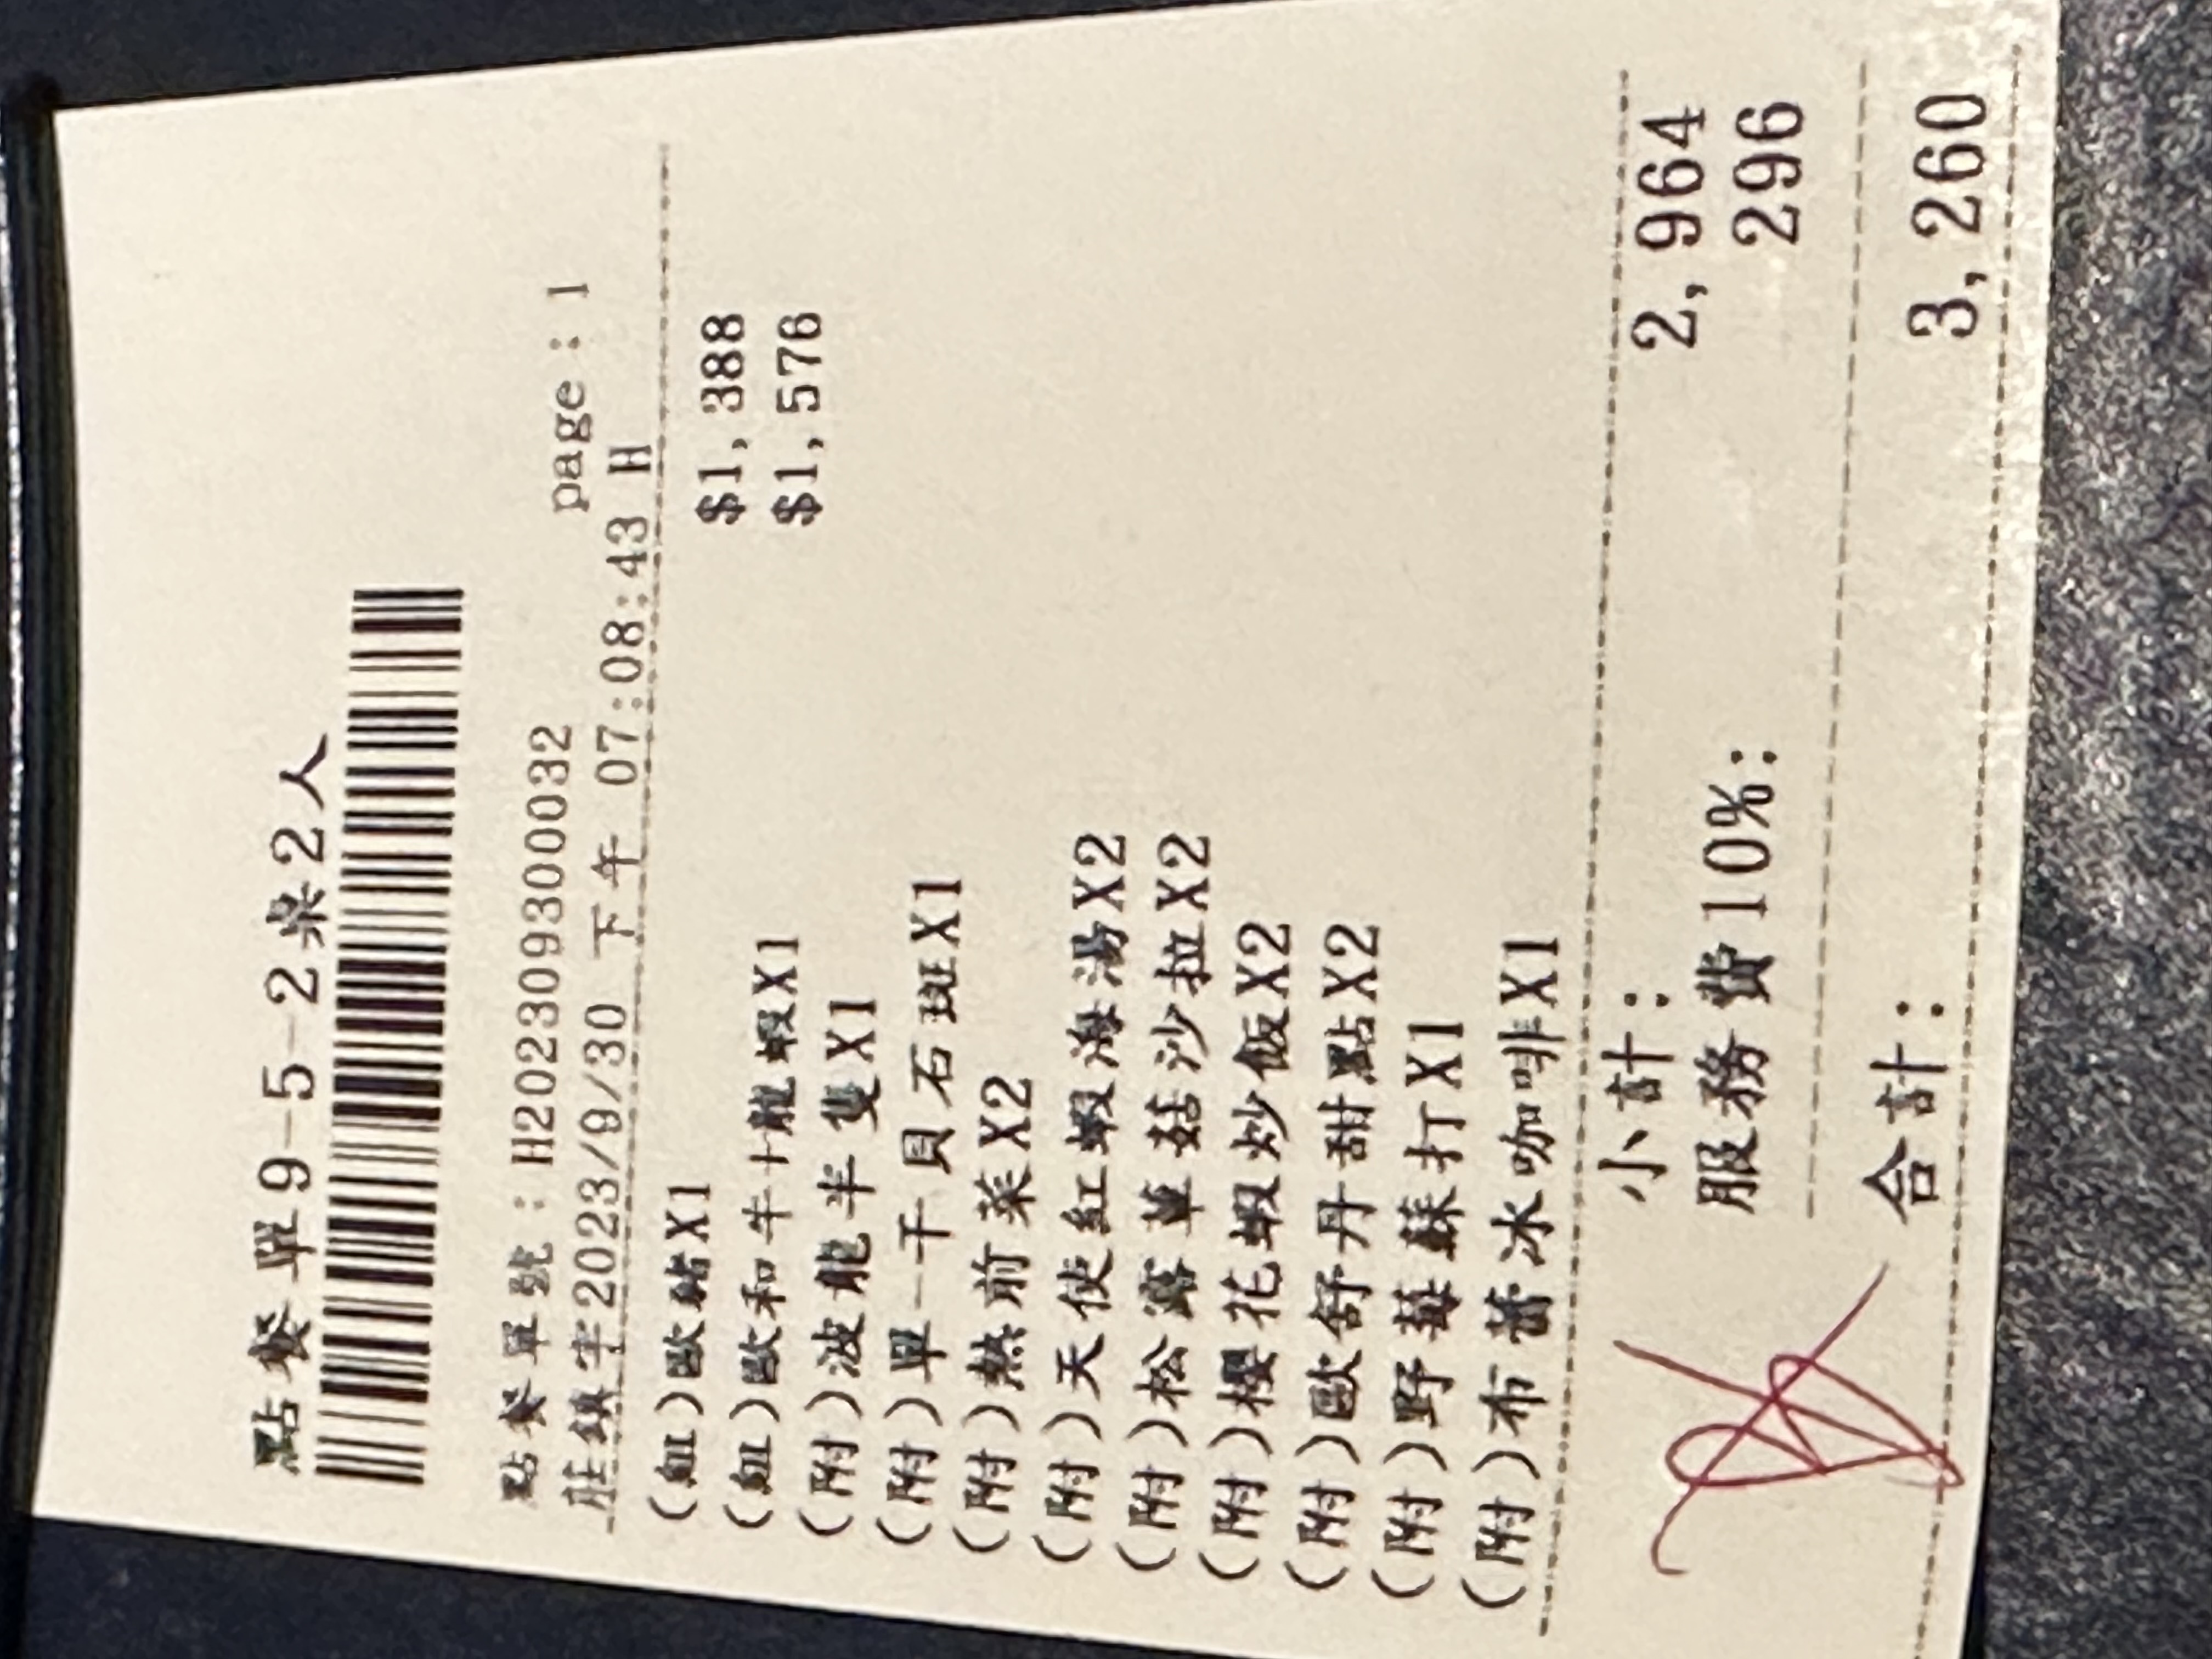 點餐單9-5-2桌2人
點餐單號：H202309300032
page：1
莊鎮宇2023/9/30 下午 07:08:43 H
(組)歐豬X1 $1,388
(組)歐和牛+龍蝦X1 $1,576
(附)波龍半隻X1
(附)單-干貝石斑X1
(附)熱前菜X2
(附)天使紅蝦海湯X2
(附)松露蕈菇沙拉X2
(附)櫻花蝦炒飯X2
(附)歐舒丹甜點X2
(附)野莓蘇打X1
(附)布蕾冰咖啡X1
小計： 2,964
服務費10%： 296
合計： 3,260